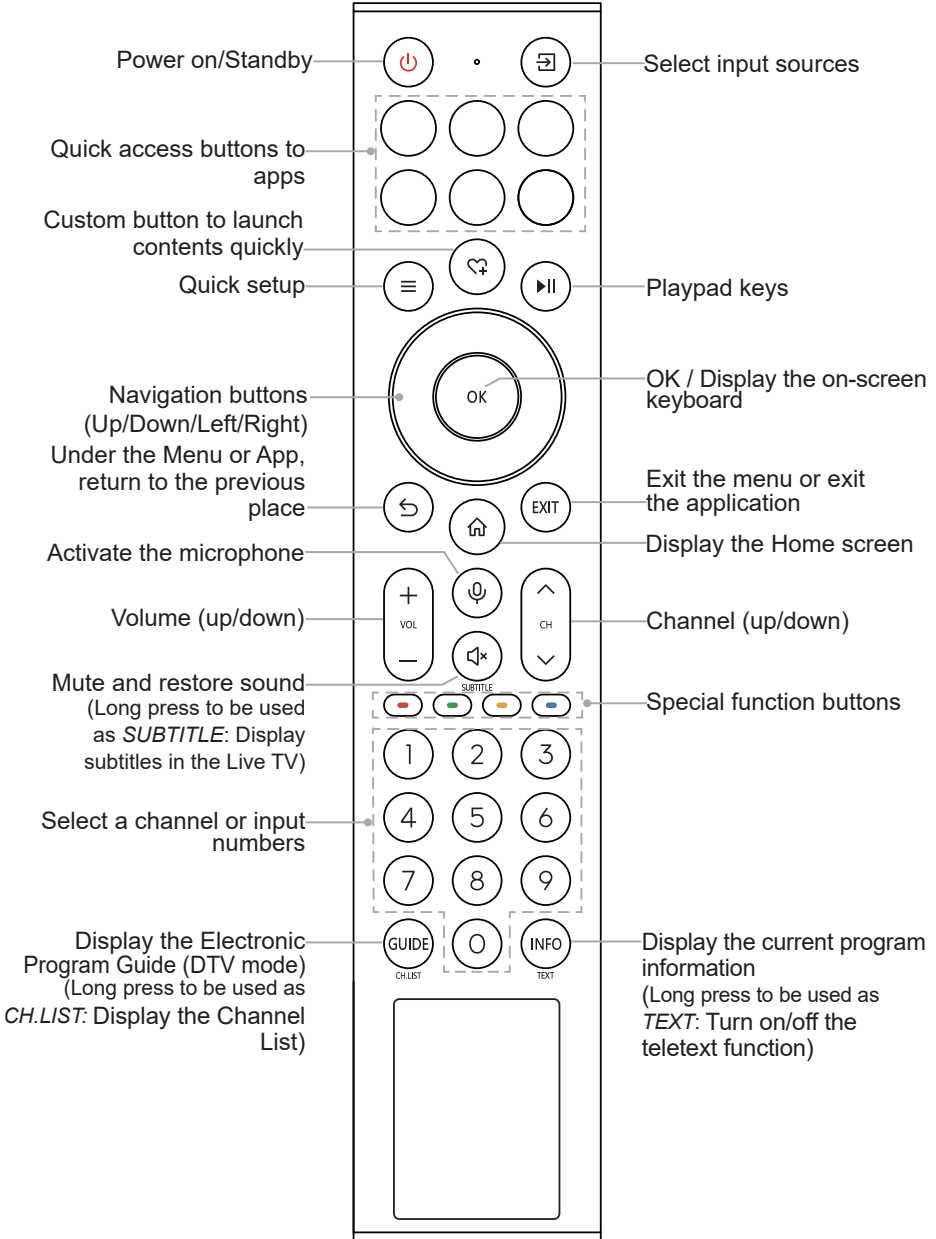 Power on/Standby
Select input sources
Quick access buttons to
apps
Custom button to launch
contents quickly
Quick setup
Playpad keys
OK
OK / Display the on-screen
keyboard
Navigation buttons
(Up/Down/Left/Right)
Under the Menu or App,
return to the previous
place
EXIT
Exit the menu or exit
the application
Display the Home screen
Activate the microphone
VOL
CH
Volume (up/down)
Channel (up/down)
Mute and restore sound
(Long press to be used
as SUBTITLE: Display
subtitles in the Live TV)
SUBTITLE
Special function buttons
1 2 3
4 5 6
7 8 9
Select a channel or input
numbers
GUIDE 0 INFO
CH.LIST TEXT
Display the Electronic
Program Guide (DTV mode)
(Long press to be used as
CH.LIST: Display the Channel
List)
Display the current program
information
(Long press to be used as
TEXT: Turn on/off the
teletext function)